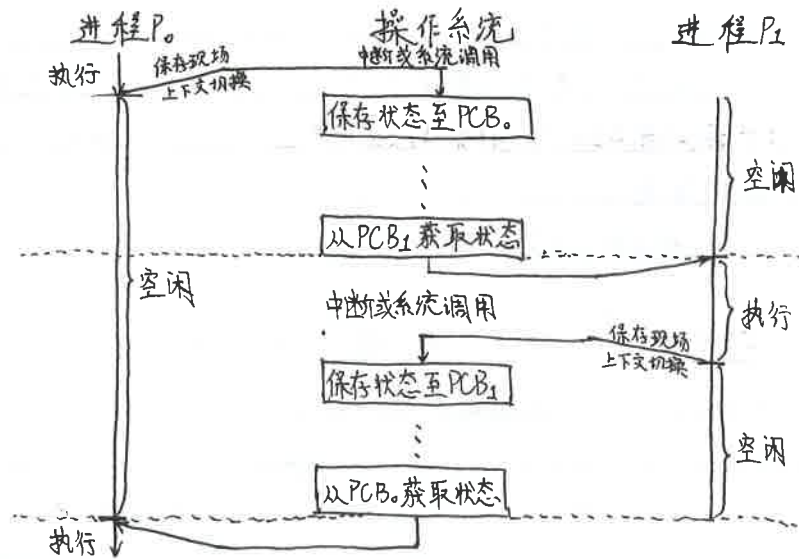 进程P₀ 操作系统 进程P1
中断或系统调用
执行 保存现场
上下文切换
保存状态至PCB₀
空闲
从PCB1获取状态
空闲
中断或系统调用
执行
保存现场
上下文切换
保存状态至PCB1
空闲
从PCB₀获取状态
执行